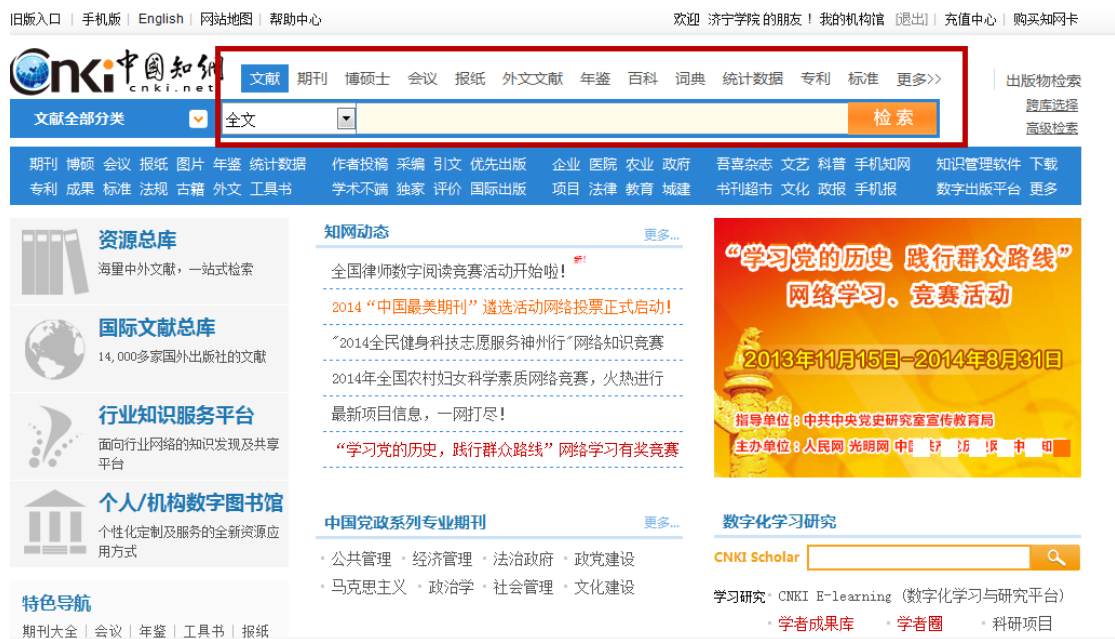 旧版入口 | 手机版 | English | 网站地图 | 帮助中心
欢迎 济宁学院的朋友！我的机构馆 [退出] | 充值中心 | 购买知网卡
CNKI中國知網
cnki.net
文献 期刊 博硕士 会议 报纸 外文文献 年鉴 百科 词典 统计数据 专利 标准 更多>>
出版物检索
跨库选择
高级检索
文献全部分类
全文
检索
期刊 博硕 会议 报纸 图片 年鉴 统计数据 作者投稿 采编 引文 优先出版 企业 医院 农业 政府 吾喜杂志 文艺 科普 手机知网 知识管理软件 下载
专利 成果 标准 法规 古籍 外文 工具书 学术不端 独家 评价 国际出版 项目 法律 教育 城建 书刊超市 文化 政报 手机报 数字出版平台 更多
资源总库
海量中外文献，一站式检索
国际文献总库
14,000多家国外出版社的文献
行业知识服务平台
面向行业网络的知识发现及共享
平台
个人/机构数字图书馆
个性化定制及服务的全新资源应
用方式
特色导航
期刊大全 | 会议 | 年鉴 | 工具书 | 报纸
知网动态
更多...
全国律师数字阅读竞赛活动开始啦！
新!
2014“中国最美期刊”遴选活动网络投票正式启动！
"2014全民健身科技志愿服务神州行"网络知识竞赛
2014年全国农村妇女科学素质网络竞赛，火热进行
最新项目信息，一网打尽！
“学习党的历史，践行群众路线”网络学习有奖竞赛
中国党政系列专业期刊
更多...
公共管理 经济管理 法治政府 政党建设
马克思主义 政治学 社会管理 文化建设
“学习党的历史 践行群众路线”
网络学习、竞赛活动
2013年11月15日-2014年8月31日
指导单位：中共中央党史研究室宣传教育局
主办单位：人民网 光明网 中
数字化学习研究
CNKI Scholar
学习研究 CNKI E-learning（数字化学习与研究平台）
学者成果库 学者圈 科研项目